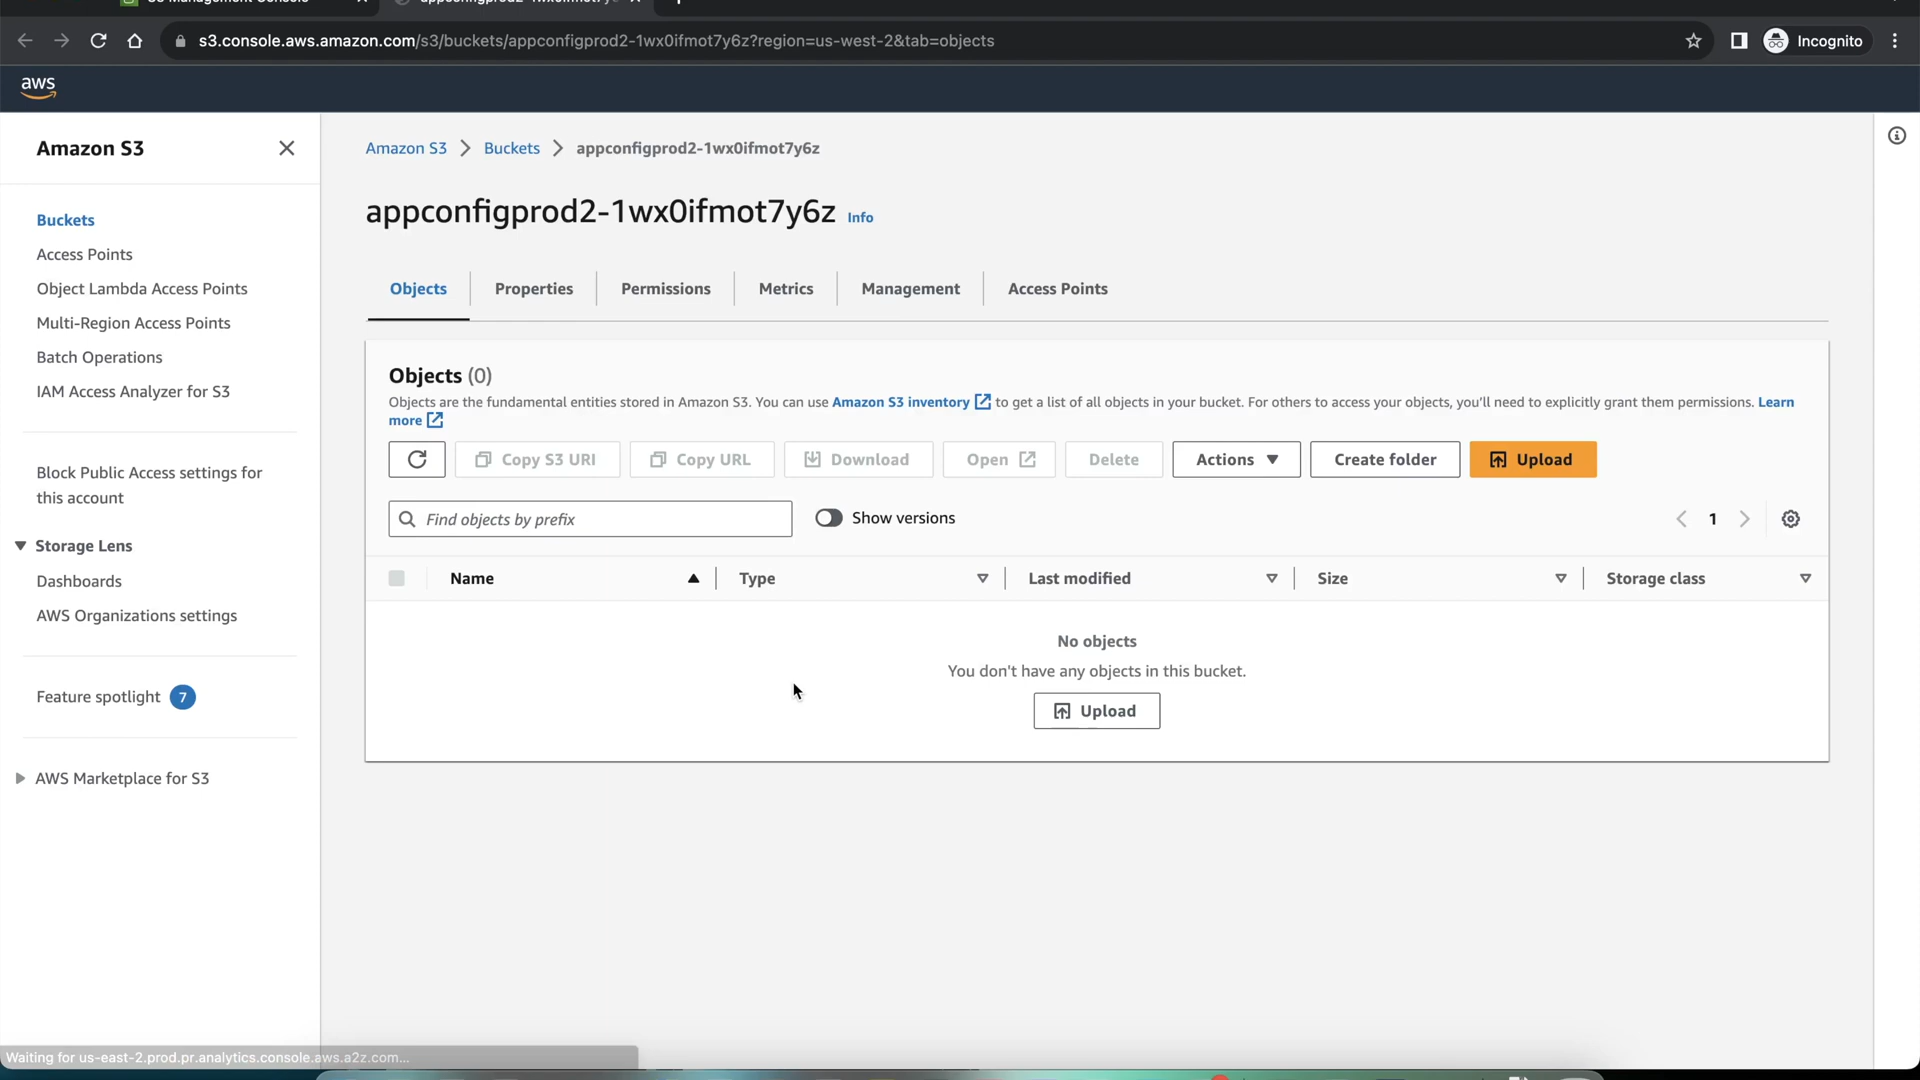 s3.console.aws.amazon.com/s3/buckets/appconfigprod2-1wx0ifmot7y6z?region=us-west-2&tab=objects
Incognito
aws
Amazon S3
Buckets
Access Points
Object Lambda Access Points
Multi-Region Access Points
Batch Operations
IAM Access Analyzer for S3
Block Public Access settings for
this account
Storage Lens
Dashboards
AWS Organizations settings
Feature spotlight 7
AWS Marketplace for S3
Amazon S3 > Buckets > appconfigprod2-1wx0ifmot7y6z
appconfigprod2-1wx0ifmot7y6z Info
Objects Properties Permissions Metrics Management Access Points
Objects (0)
Objects are the fundamental entities stored in Amazon S3. You can use Amazon S3 inventory to get a list of all objects in your bucket. For others to access your objects, you'll need to explicitly grant them permissions. Learn
more
Copy S3 URI Copy URL Download Open Delete Actions Create folder Upload
Find objects by prefix Show versions 1
Name Type Last modified Size Storage class
No objects
You don't have any objects in this bucket.
Upload
Waiting for us-east-2.prod.pr.analytics.console.aws.a2z.com...